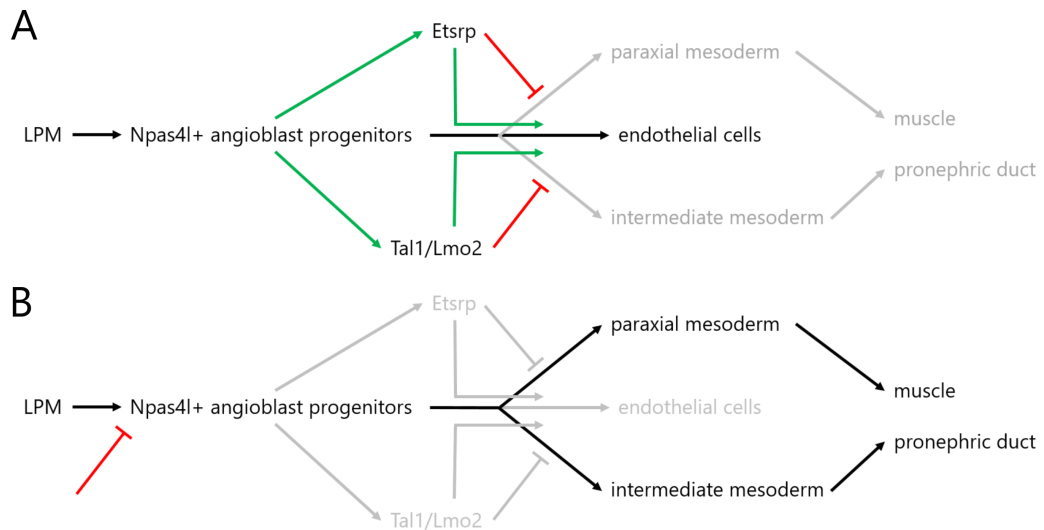 A
Etsrp
paraxial mesoderm
LPM
Npas4l+ angioblast progenitors
endothelial cells
muscle
pronephric duct
intermediate mesoderm
Tal1/Lmo2
B
Etsrp
paraxial mesoderm
LPM
Npas4l+ angioblast progenitors
endothelial cells
muscle
pronephric duct
intermediate mesoderm
Tal1/Lmo2